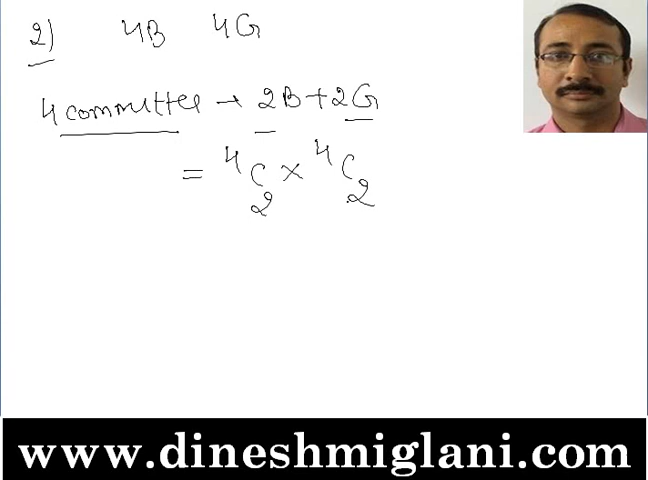 2) 4B 4G
4 committee → 2B+2G
= ⁴C₂ × ⁴C₂
www.dineshmiglani.com